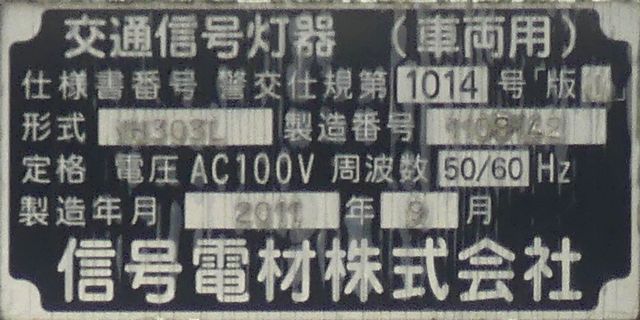 交通信号灯器 (車両用)
仕様書番号 警交仕規第 1014 号「版1」
形式 VH303L 製造番号
定格 電圧 AC100V 周波数 50/60 Hz
製造年月 2011 年 9 月
信号電材株式会社